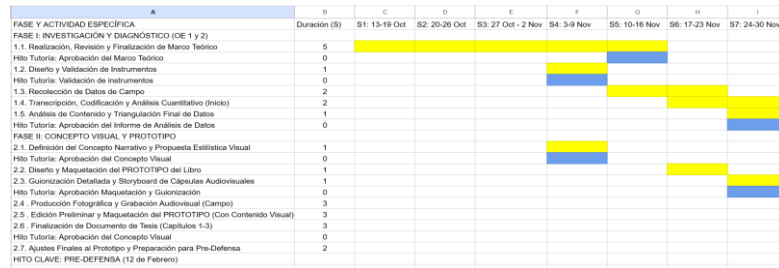 A B C D E F G H I
FASE Y ACTIVIDAD ESPECÍFICA Duración (S) S1: 13-19 Oct S2: 20-26 Oct S3: 27 Oct - 2 Nov S4: 3-9 Nov S5: 10-16 Nov S6: 17-23 Nov S7: 24-30 Nov
FASE I: INVESTIGACIÓN Y DIAGNÓSTICO (OE 1 y 2)
1.1. Realización, Revisión y Finalización de Marco Teórico 5
Hito Tutoría: Aprobación del Marco Teórico 0
1.2. Diseño y Validación de Instrumentos 1
Hito Tutoría: Validación de instrumentos 0
1.3. Recolección de Datos de Campo 2
1.4. Transcripción, Codificación y Análisis Cuantitativo (Inicio) 2
1.5. Análisis de Contenido y Triangulación Final de Datos 1
Hito Tutoría: Aprobación del Informe de Análisis de Datos 0
FASE II: CONCEPTO VISUAL Y PROTOTIPO
2.1. Definición del Concepto Narrativo y Propuesta Estilística Visual 1
Hito Tutoría: Aprobación del Concepto Visual 0
2.2. Diseño y Maquetación del PROTOTIPO del Libro 1
2.3. Guionización Detallada y Storyboard de Cápsulas Audiovisuales 1
Hito Tutoría: Aprobación Maquetación y Guionización 0
2.4 . Producción Fotográfica y Grabación Audiovisual (Campo) 3
2.5 . Edición Preliminar y Maquetación del PROTOTIPO (Con Contenido Visual) 3
2.6 . Finalización de Documento de Tesis (Capítulos 1-3) 3
Hito Tutoría: Aprobación del Concepto Visual 0
2.7. Ajustes Finales al Prototipo y Preparación para Pre-Defensa 2
HITO CLAVE: PRE-DEFENSA (12 de Febrero)